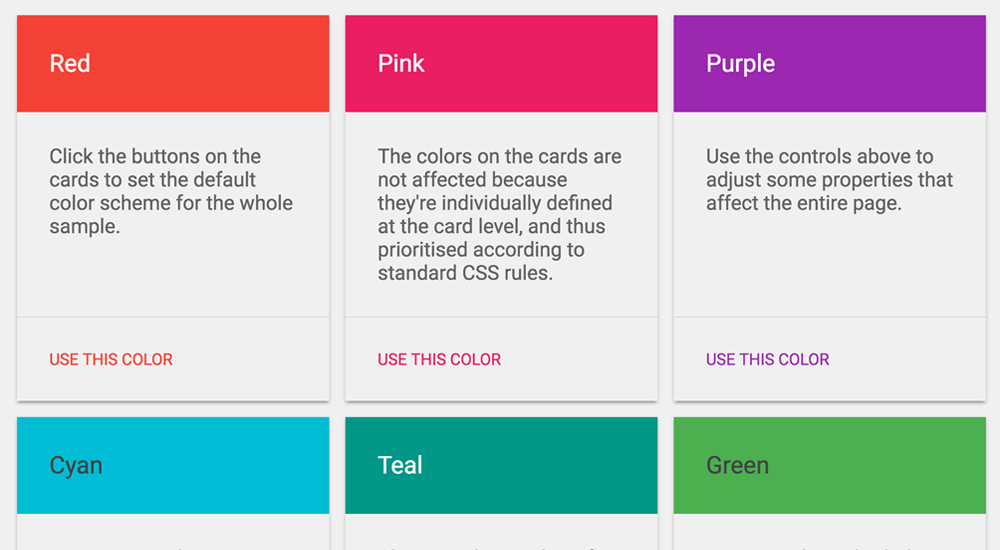 Red
Click the buttons on the
cards to set the default
color scheme for the whole
sample.
USE THIS COLOR
Pink
The colors on the cards are
not affected because
they're individually defined
at the card level, and thus
prioritised according to
standard CSS rules.
USE THIS COLOR
Purple
Use the controls above to
adjust some properties that
affect the entire page.
USE THIS COLOR
Cyan
Teal
Green